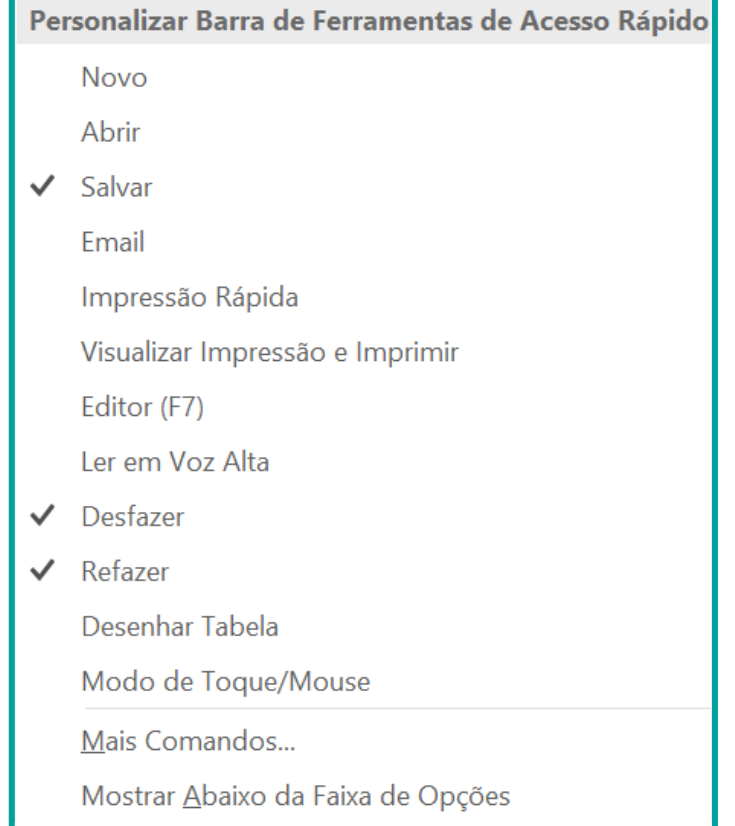 Personalizar Barra de Ferramentas de Acesso Rápido
Novo
Abrir
Salvar
Email
Impressão Rápida
Visualizar Impressão e Imprimir
Editor (F7)
Ler em Voz Alta
Desfazer
Refazer
Desenhar Tabela
Modo de Toque/Mouse
Mais Comandos...
Mostrar Abaixo da Faixa de Opções